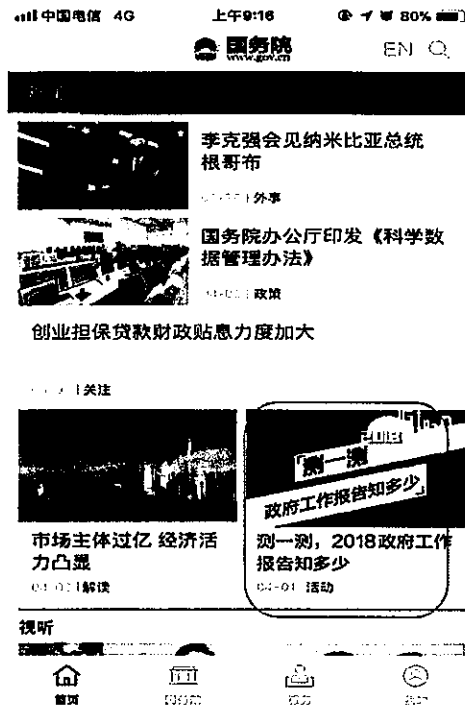 中国电信 4G 上午9:16 80%
国务院
www.gov.cn
EN
李克强会见纳米比亚总统
根哥布
外事
国务院办公厅印发《科学数
据管理办法》
政策
创业担保贷款财政贴息力度加大
关注
2018
「测一测
政府工作报告知多少」
市场主体过亿 经济活
力凸显
解读
测一测，2018政府工作
报告知多少
04-04 活动
视听
首页